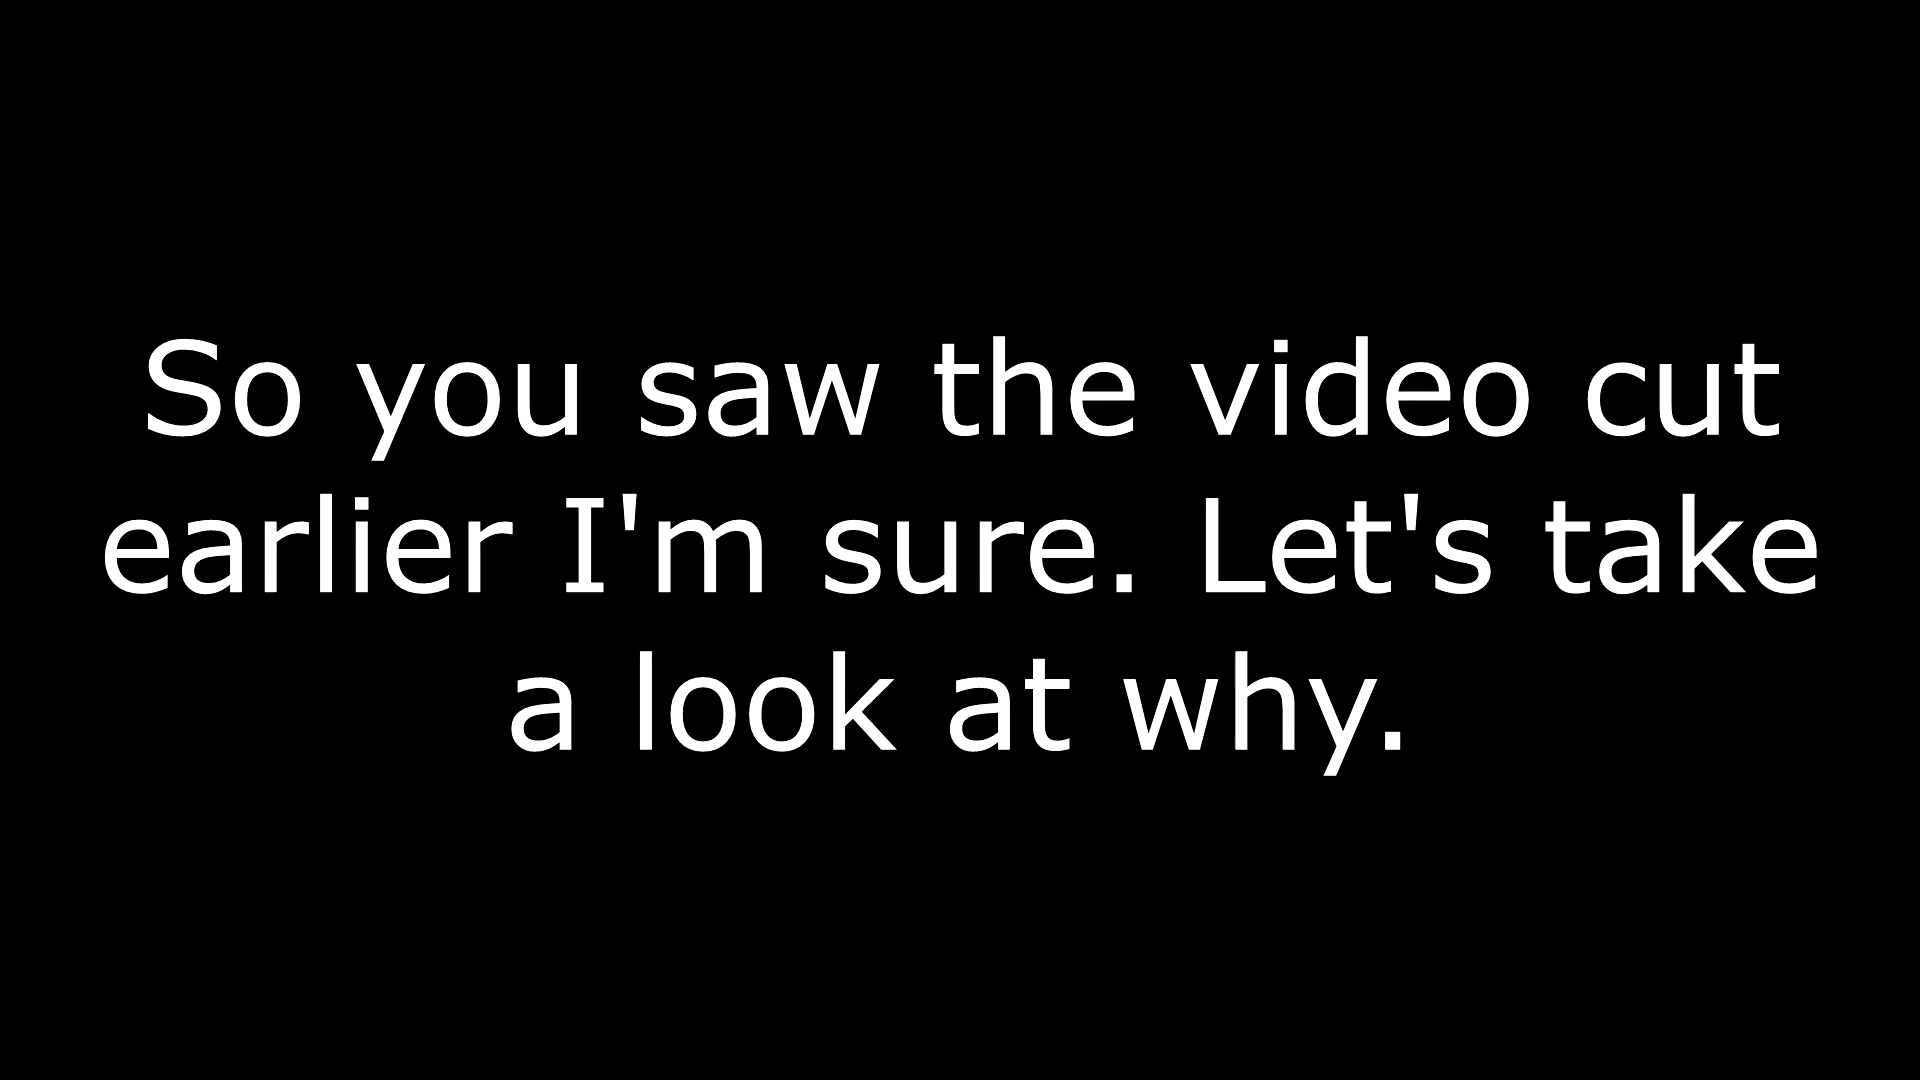 So you saw the video cut
earlier I'm sure. Let's take
a look at why.